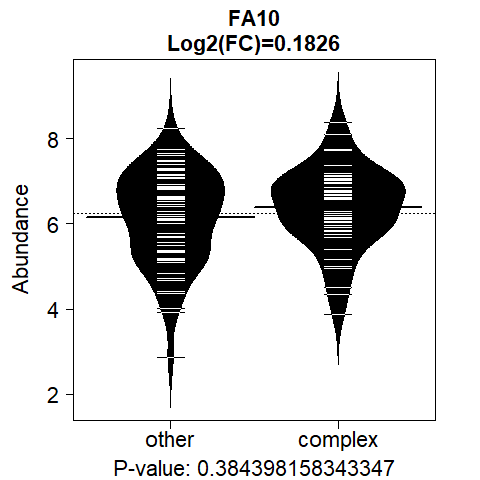 FA10
Log2(FC)=0.1826
Abundance
8
6
4
2
other complex
P-value: 0.384398158343347